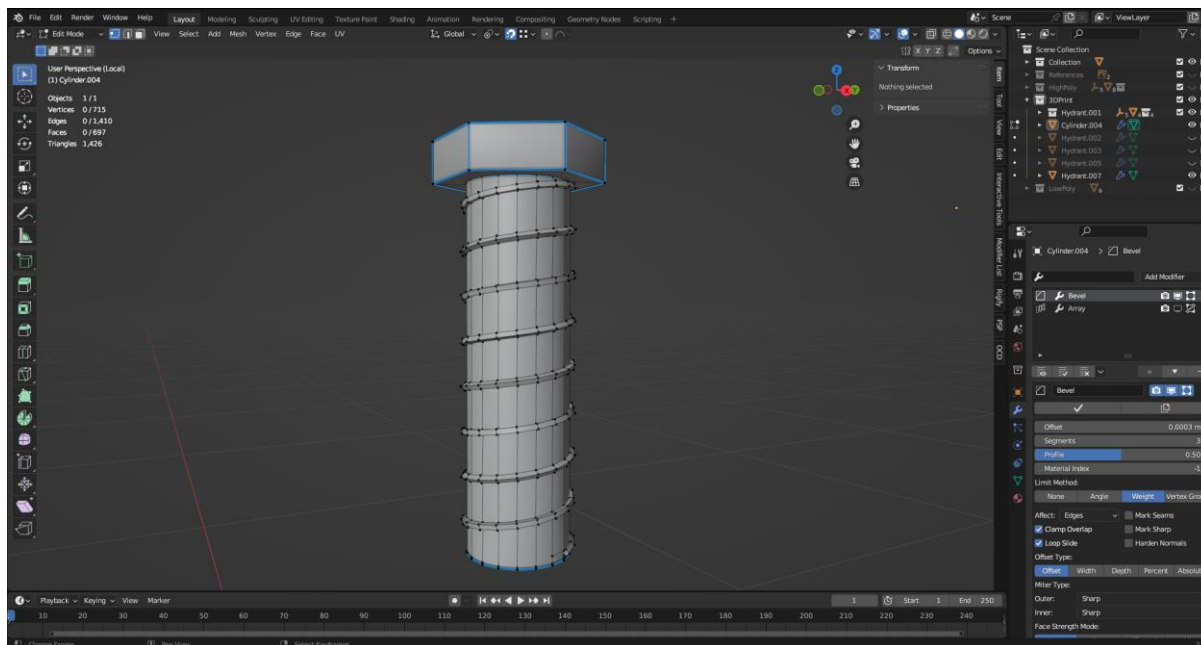 File Edit Render Window Help Layout Modeling Sculpting UV Editing Texture Paint Shading Animation Rendering Compositing Geometry Nodes Scripting + Scene ViewLayer
Edit Mode View Select Add Mesh Vertex Edge Face UV Global
X Y Z Options
User Perspective (Local)
(1) Cylinder.004
Objects 1/1
Vertices 0/715
Edges 0/1,410
Faces 0/697
Triangles 1,426
Z
X
Y
Transform
Nothing selected
Properties
Item
Tool
View
Edit
Interactive Tools
Modifier List
Rigify
PSP
OCD
Scene Collection
Collection
References 2
HighPoly
3DPrint
Hydrant.001
Cylinder.004
Hydrant.002
Hydrant.003
Hydrant.005
Hydrant.007
LowPoly
Cylinder.004 > Bevel
Add Modifier
Bevel
Array
Bevel
Offset 0.0003 m
Segments 3
Profile 0.50
Material Index -1
Limit Method:
None Angle Weight Vertex Gro
Affect: Edges Mark Seams
Clamp Overlap Mark Sharp
Loop Slide Harden Normals
Offset Type:
Offset Width Depth Percent Absolut
Miter Type:
Outer: Sharp
Inner: Sharp
Face Strength Mode:
Playback Keying View Marker 1 Start 1 End 250
10 20 30 40 50 60 70 80 90 100 110 120 130 140 150 160 170 180 190 200 210 220 230 240